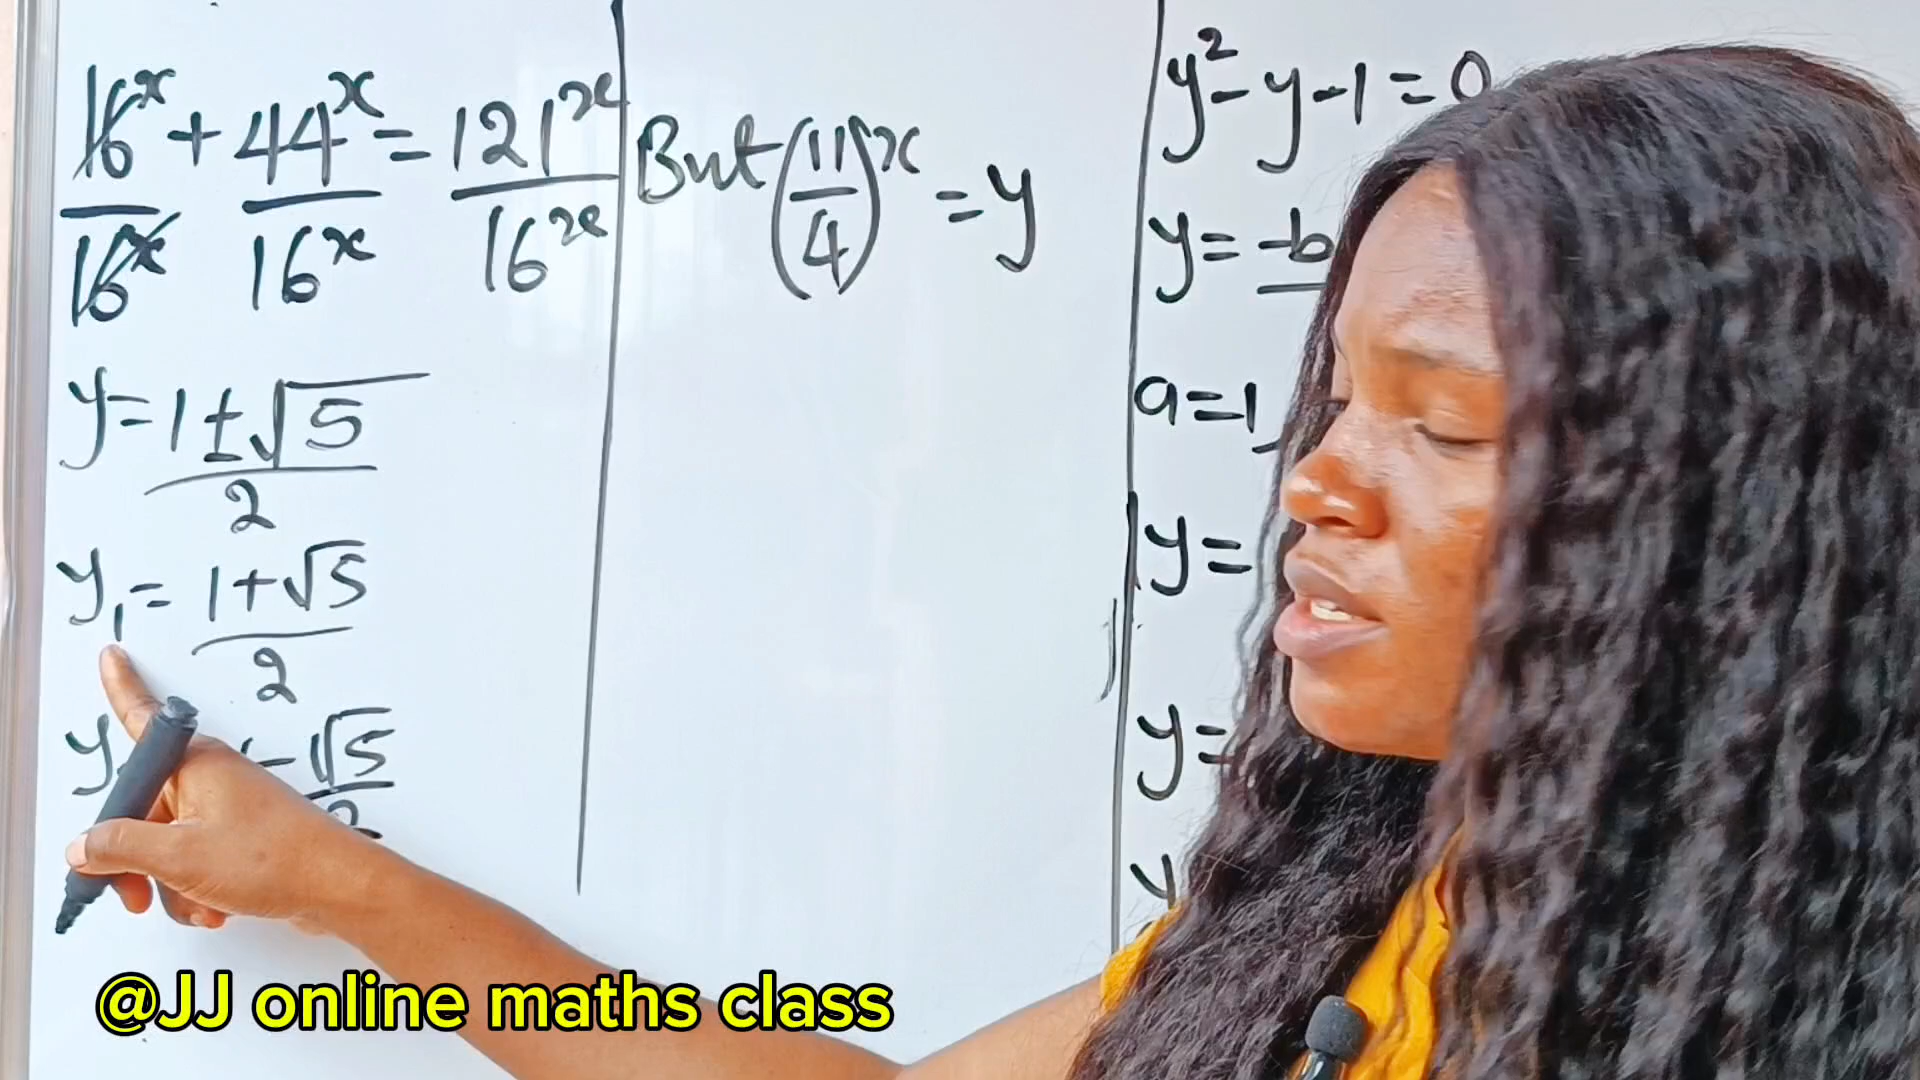 16^x + 44^x = 121^x
16^x 16^x 16^x
y = 1 ± √5
2
y₁ = 1 + √5
2
y - √5
2
But (11/4)^x = y
y² - y - 1 = 0
y = -b
a = 1,
y =
y =
y
@JJ online maths class